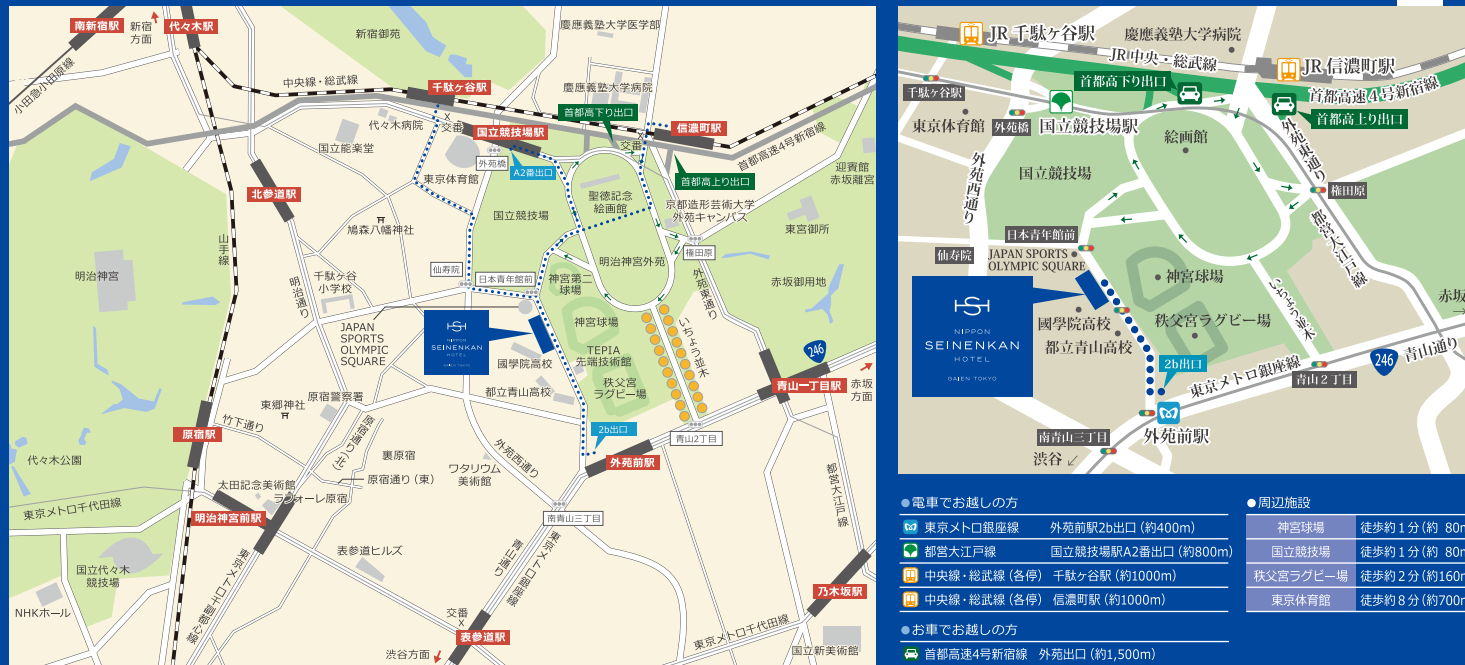 南新宿駅
新宿
方面
代々木駅
小田急小田原線
新宿御苑
慶應義塾大学医学部
中央線・総武線
千駄ヶ谷駅
慶應義塾大学病院
首都高下り出口
代々木病院
交番
国立競技場駅
信濃町駅
交番
国立能楽堂
外苑橋
A2番出口
首都高速4号新宿線
首都高上り出口
迎賓館
赤坂離宮
東京体育館
北参道駅
聖徳記念
絵画館
京都造形芸術大学
外苑キャンパス
国立競技場
鳩森八幡神社
東宮御所
山手線
権田原
明治神宮
仙寿院
日本青年館前
明治神宮外苑
千駄ヶ谷
小学校
明治通り
神宮第二
球場
外苑東通り
赤坂御用地
JAPAN
SPORTS
OLYMPIC
SQUARE
NIPPON
SEINENKAN
HOTEL
GAIEN TOKYO
神宮球場
いちょう並木
TEPIA
先端技術館
國學院高校
246
秩父宮
ラグビー場
都立青山高校
青山一丁目駅
赤坂
方面
原宿警察署
東郷神社
竹下通り
原宿通り(北)
原宿駅
2b出口
青山2丁目
外苑前駅
代々木公園
裏原宿
外苑西通り
ワタリウム
美術館
原宿通り(東)
太田記念美術館
ラフォーレ原宿
都営大江戸線
東京メトロ千代田線
明治神宮前駅
南青山三丁目
表参道ヒルズ
青山通り
東京メトロ銀座線
国立代々木
競技場
東京メトロ千副都心線
NHKホール
交番
表参道駅
渋谷方面
乃木坂駅
東京メトロ千代田線
国立新美術館
JR 千駄ヶ谷駅
慶應義塾大学病院
JR 中央・総武線
JR 信濃町駅
首都高下り出口
首都高速4号新宿線
千駄ヶ谷駅
首都高上り出口
東京体育館
外苑橋
国立競技場駅
絵画館
外苑東通り
外苑西通り
国立競技場
権田原
都営大江戸線
日本青年館前
仙寿院
JAPAN SPORTS
OLYMPIC SQUARE
神宮球場
いちょう並木
NIPPON
SEINENKAN
HOTEL
GAIEN TOKYO
國學院高校
秩父宮ラグビー場
都立青山高校
赤坂
246
青山通り
2b出口
東京メトロ銀座線
青山2丁目
外苑前駅
南青山三丁目
渋谷
●電車でお越しの方
東京メトロ銀座線 外苑前駅2b出口(約400m)
都営大江戸線 国立競技場駅A2番出口(約800m)
中央線・総武線(各停) 千駄ヶ谷駅(約1000m)
中央線・総武線(各停) 信濃町駅(約1000m)
●お車でお越しの方
首都高速4号新宿線 外苑出口(約1,500m)
●周辺施設
神宮球場 徒歩約1分(約 80m
国立競技場 徒歩約1分(約 80m
秩父宮ラグビー場 徒歩約2分(約160m
東京体育館 徒歩約8分(約700m